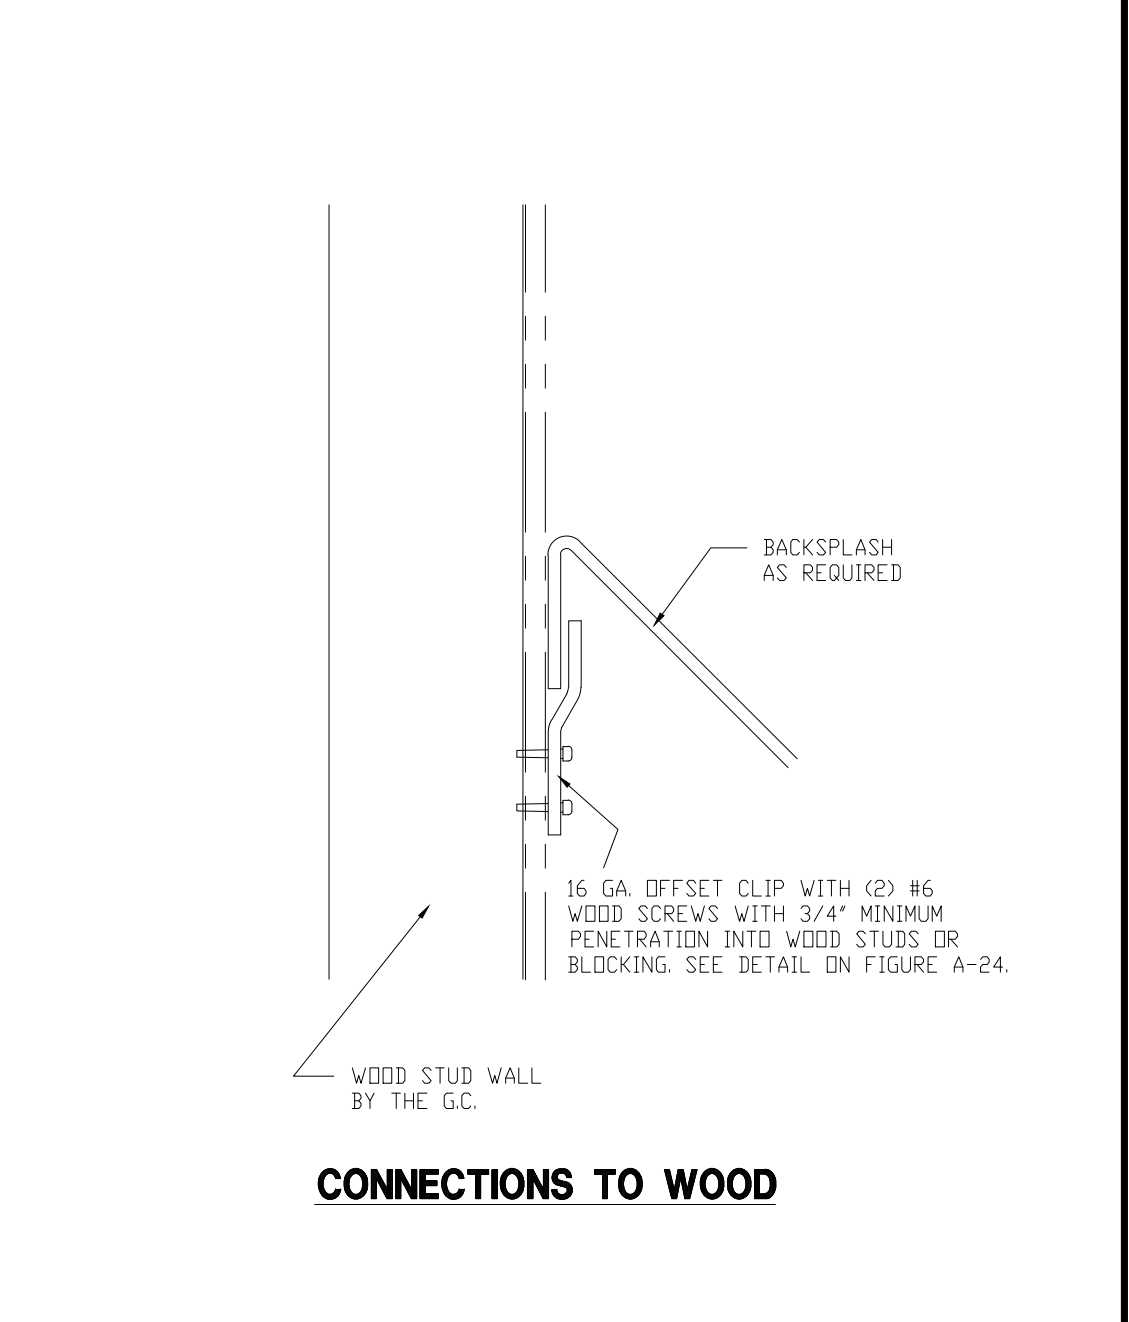 BACKSPLASH
AS REQUIRED
16 GA. OFFSET CLIP WITH (2) #6
WOOD SCREWS WITH 3/4" MINIMUM
PENETRATION INTO WOOD STUDS OR
BLOCKING. SEE DETAIL ON FIGURE A-24.
WOOD STUD WALL
BY THE G.C.
CONNECTIONS TO WOOD